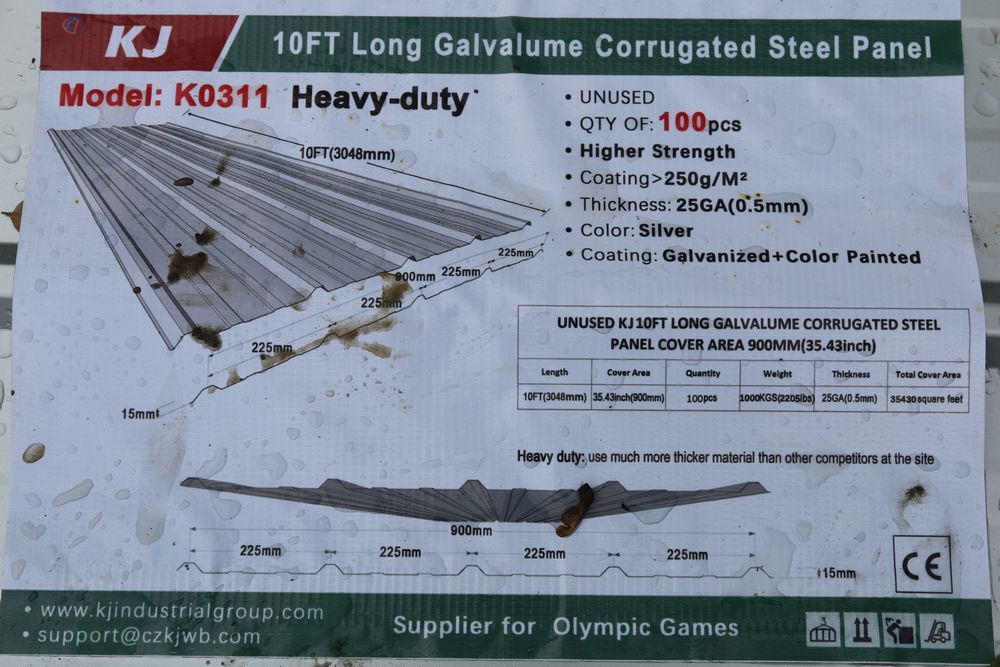 KJ
10FT Long Galvalume Corrugated Steel Panel
Model: K0311 Heavy-duty
• UNUSED
• QTY OF: 100pcs
• Higher Strength
• Coating>250g/M²
• Thickness: 25GA(0.5mm)
• Color: Silver
• Coating: Galvanized+Color Painted
10FT(3048mm)
225mm
900mm
225mm
225mm
225mm
15mm
UNUSED KJ 10FT LONG GALVALUME CORRUGATED STEEL
PANEL COVER AREA 900MM(35.43inch)
Length Cover Area Quantity Weight Thickness Total Cover Area
10FT(3048mm) 35.43inch(900mm) 100pcs 1000KGS(2205lbs) 25GA(0.5mm) 35430 square feet
Heavy duty: use much more thicker material than other competitors at the site
900mm
225mm 225mm 225mm 225mm
15mm
CE
• www.kjindustrialgroup.com
• support@czkjwb.com
Supplier for Olympic Games